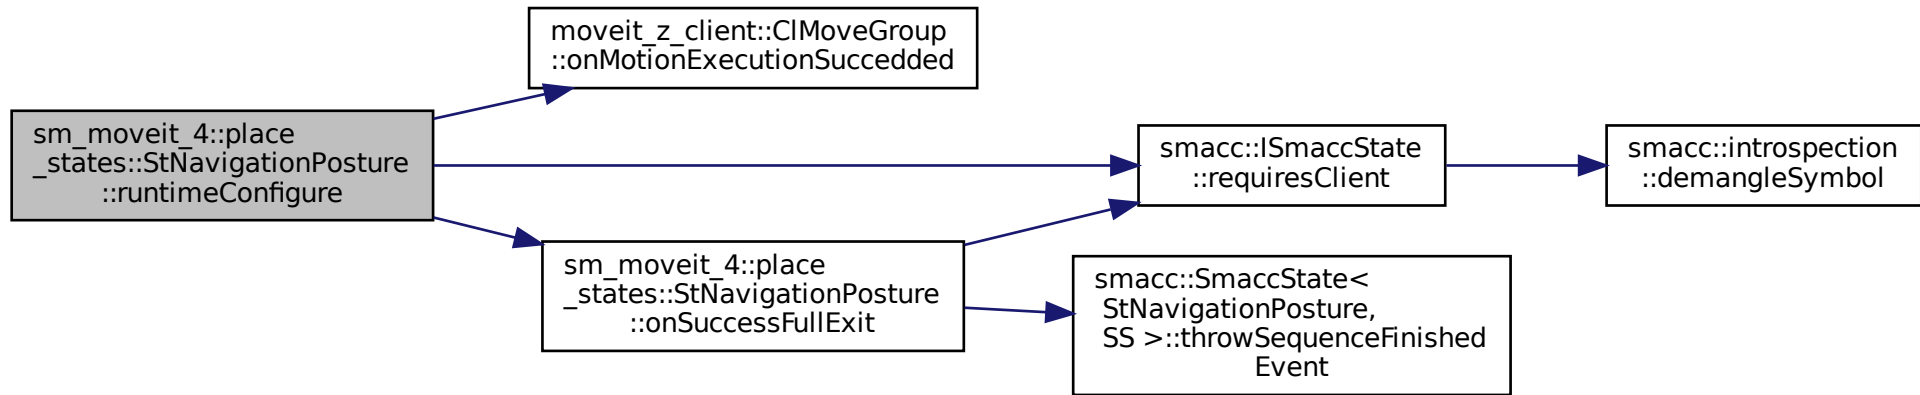 sm_moveit_4::place
_states::StNavigationPosture
::runtimeConfigure
moveit_z_client::ClMoveGroup
::onMotionExecutionSuccedded
sm_moveit_4::place
_states::StNavigationPosture
::onSuccessFullExit
smacc::ISmaccState
::requiresClient
smacc::SmaccState<
StNavigationPosture,
SS >::throwSequenceFinished
Event
smacc::introspection
::demangleSymbol